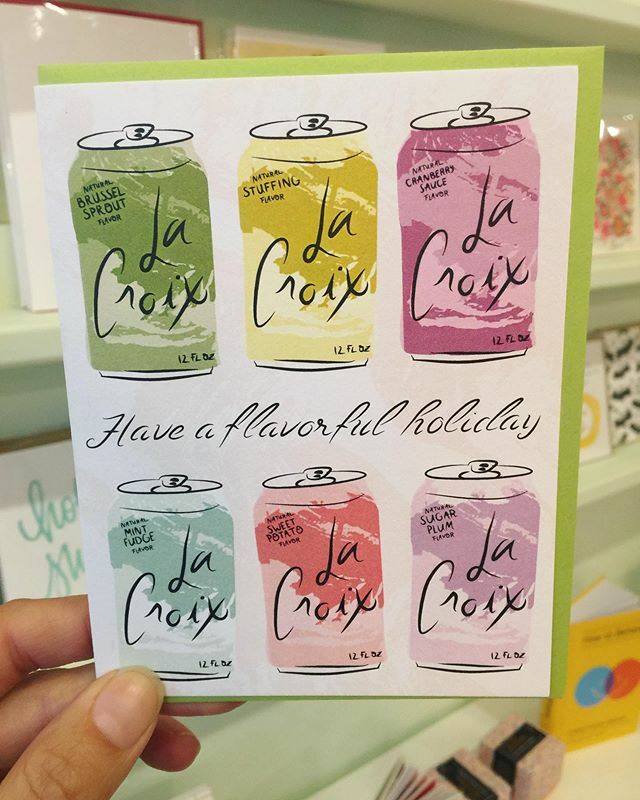 NATURAL
BRUSSEL
SPROUT
FLAVOR
La
Croix
12 FL OZ
NATURAL
STUFFING
FLAVOR
La
Croix
12 FL OZ
NATURAL
CRANBERRY
SAUCE
FLAVOR
La
Croix
12 FL OZ
Have a flavorful holiday
NATURAL
MINT
FUDGE
FLAVOR
La
Croix
12 FL OZ
NATURAL
SWEET
POTATO
FLAVOR
La
Croix
12 FL OZ
NATURAL
SUGAR
PLUM
FLAVOR
La
Croix
12 FL OZ